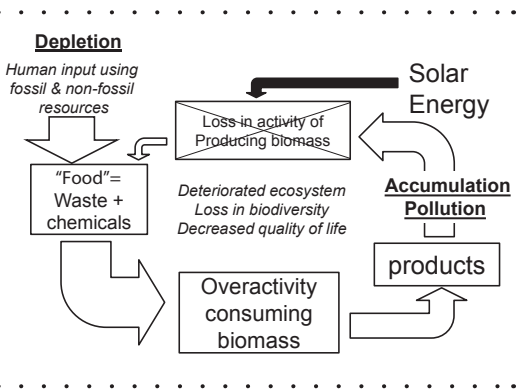 Depletion
Human input using
fossil & non-fossil
resources
Solar
Energy
Loss in activity of
Producing biomass
"Food"=
Waste +
chemicals
Deteriorated ecosystem
Loss in biodiversity
Decreased quality of life
Accumulation
Pollution
products
Overactivity
consuming
biomass